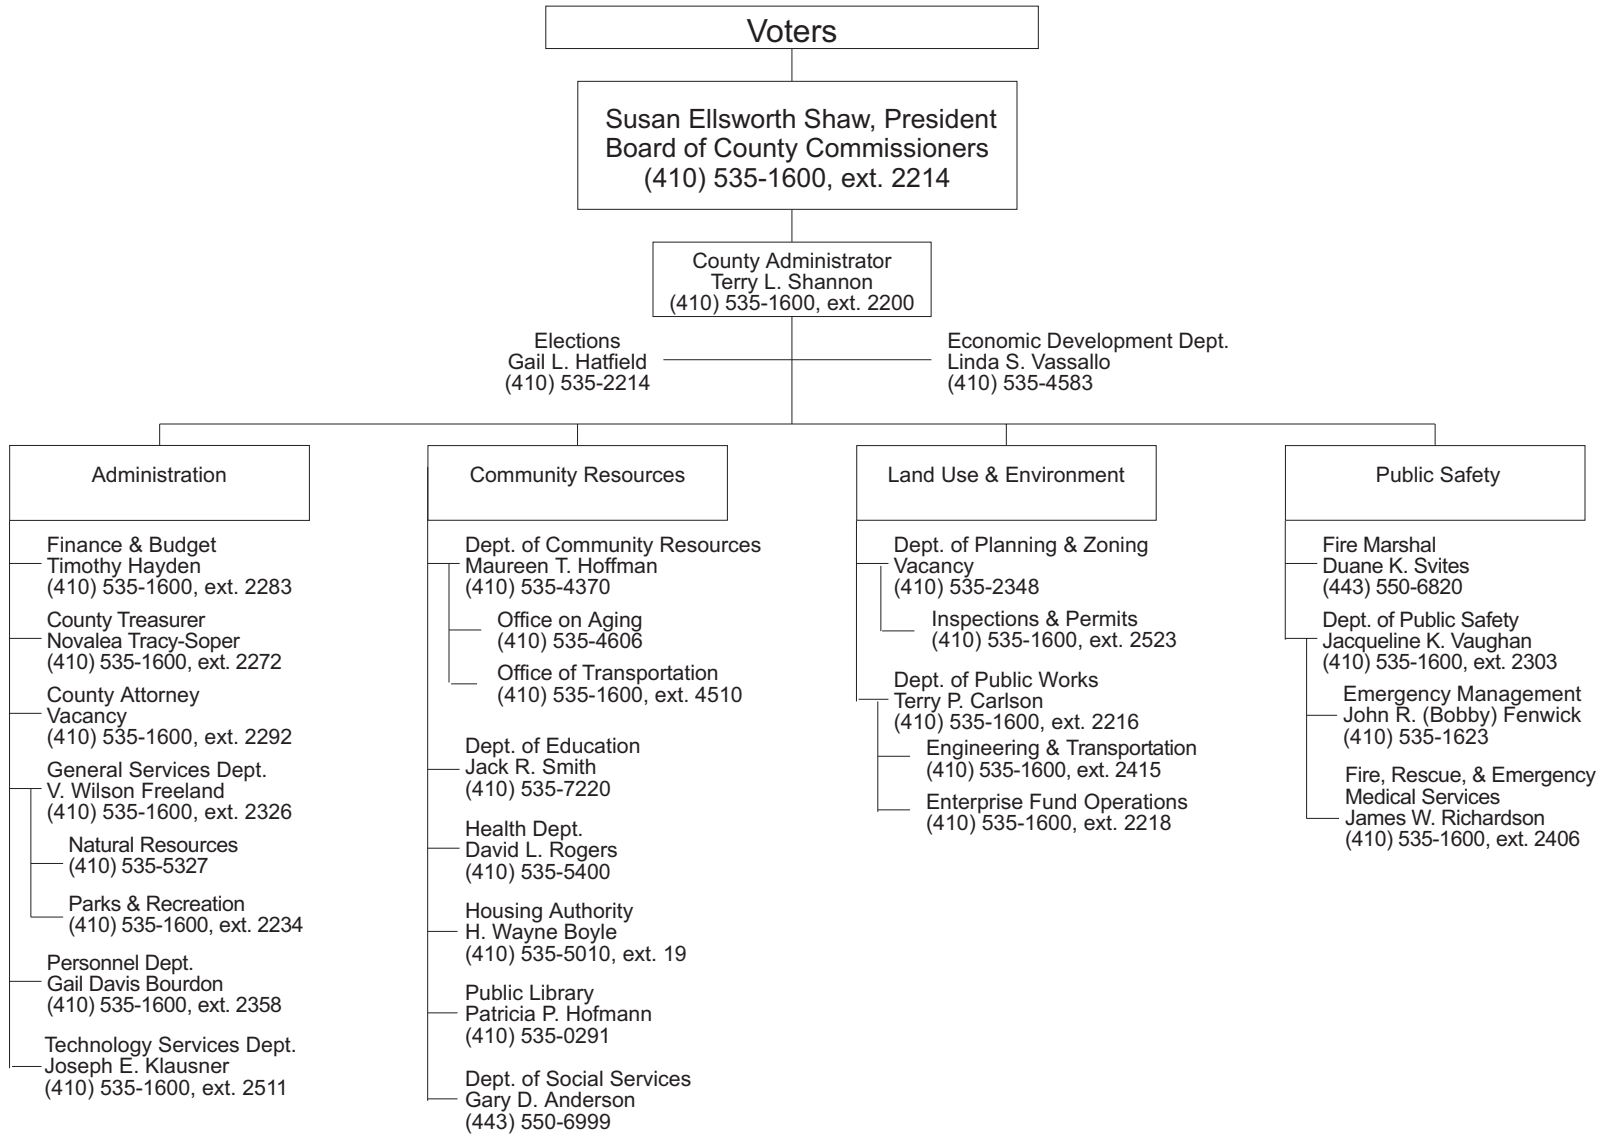 Voters
Susan Ellsworth Shaw, President
Board of County Commissioners
(410) 535-1600, ext. 2214
County Administrator
Terry L. Shannon
(410) 535-1600, ext. 2200
Elections
Gail L. Hatfield
(410) 535-2214
Economic Development Dept.
Linda S. Vassallo
(410) 535-4583
Administration
Finance & Budget
Timothy Hayden
(410) 535-1600, ext. 2283
County Treasurer
Novalea Tracy-Soper
(410) 535-1600, ext. 2272
County Attorney
Vacancy
(410) 535-1600, ext. 2292
General Services Dept.
V. Wilson Freeland
(410) 535-1600, ext. 2326
Natural Resources
(410) 535-5327
Parks & Recreation
(410) 535-1600, ext. 2234
Personnel Dept.
Gail Davis Bourdon
(410) 535-1600, ext. 2358
Technology Services Dept.
Joseph E. Klausner
(410) 535-1600, ext. 2511
Community Resources
Dept. of Community Resources
Maureen T. Hoffman
(410) 535-4370
Office on Aging
(410) 535-4606
Office of Transportation
(410) 535-1600, ext. 4510
Dept. of Education
Jack R. Smith
(410) 535-7220
Health Dept.
David L. Rogers
(410) 535-5400
Housing Authority
H. Wayne Boyle
(410) 535-5010, ext. 19
Public Library
Patricia P. Hofmann
(410) 535-0291
Dept. of Social Services
Gary D. Anderson
(443) 550-6999
Land Use & Environment
Dept. of Planning & Zoning
Vacancy
(410) 535-2348
Inspections & Permits
(410) 535-1600, ext. 2523
Dept. of Public Works
Terry P. Carlson
(410) 535-1600, ext. 2216
Engineering & Transportation
(410) 535-1600, ext. 2415
Enterprise Fund Operations
(410) 535-1600, ext. 2218
Public Safety
Fire Marshal
Duane K. Svites
(443) 550-6820
Dept. of Public Safety
Jacqueline K. Vaughan
(410) 535-1600, ext. 2303
Emergency Management
John R. (Bobby) Fenwick
(410) 535-1623
Fire, Rescue, & Emergency
Medical Services
James W. Richardson
(410) 535-1600, ext. 2406